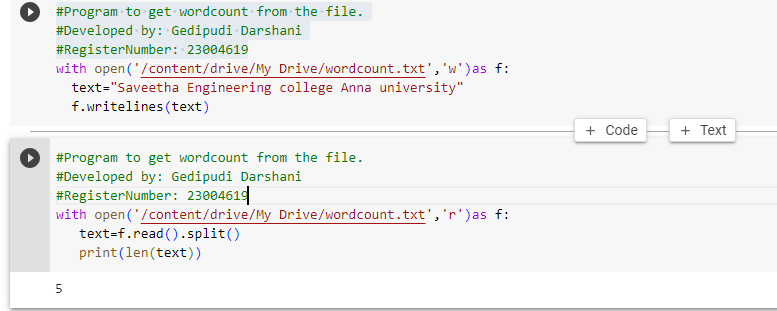 #Program to get wordcount from the file.
#Developed by: Gedipudi Darshani
#RegisterNumber: 23004619
with open('/content/drive/My Drive/wordcount.txt','w')as f:
  text="Saveetha Engineering college Anna university"
  f.writelines(text)
+ Code + Text
#Program to get wordcount from the file.
#Developed by: Gedipudi Darshani
#RegisterNumber: 23004619
with open('/content/drive/My Drive/wordcount.txt','r')as f:
   text=f.read().split()
   print(len(text))
5